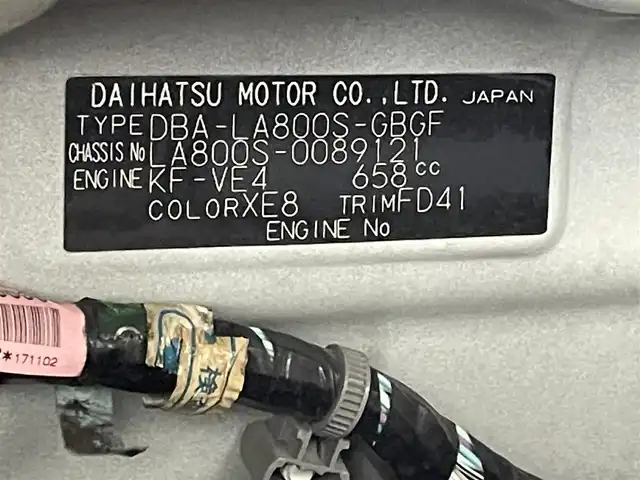 DAIHATSU MOTOR CO.,LTD. JAPAN
TYPE DBA-LA800S-GBGF
CHASSIS No LA800S-0089121
ENGINE KF-VE4 658cc
COLOR XE8 TRIM FD41
ENGINE No
*171102
検